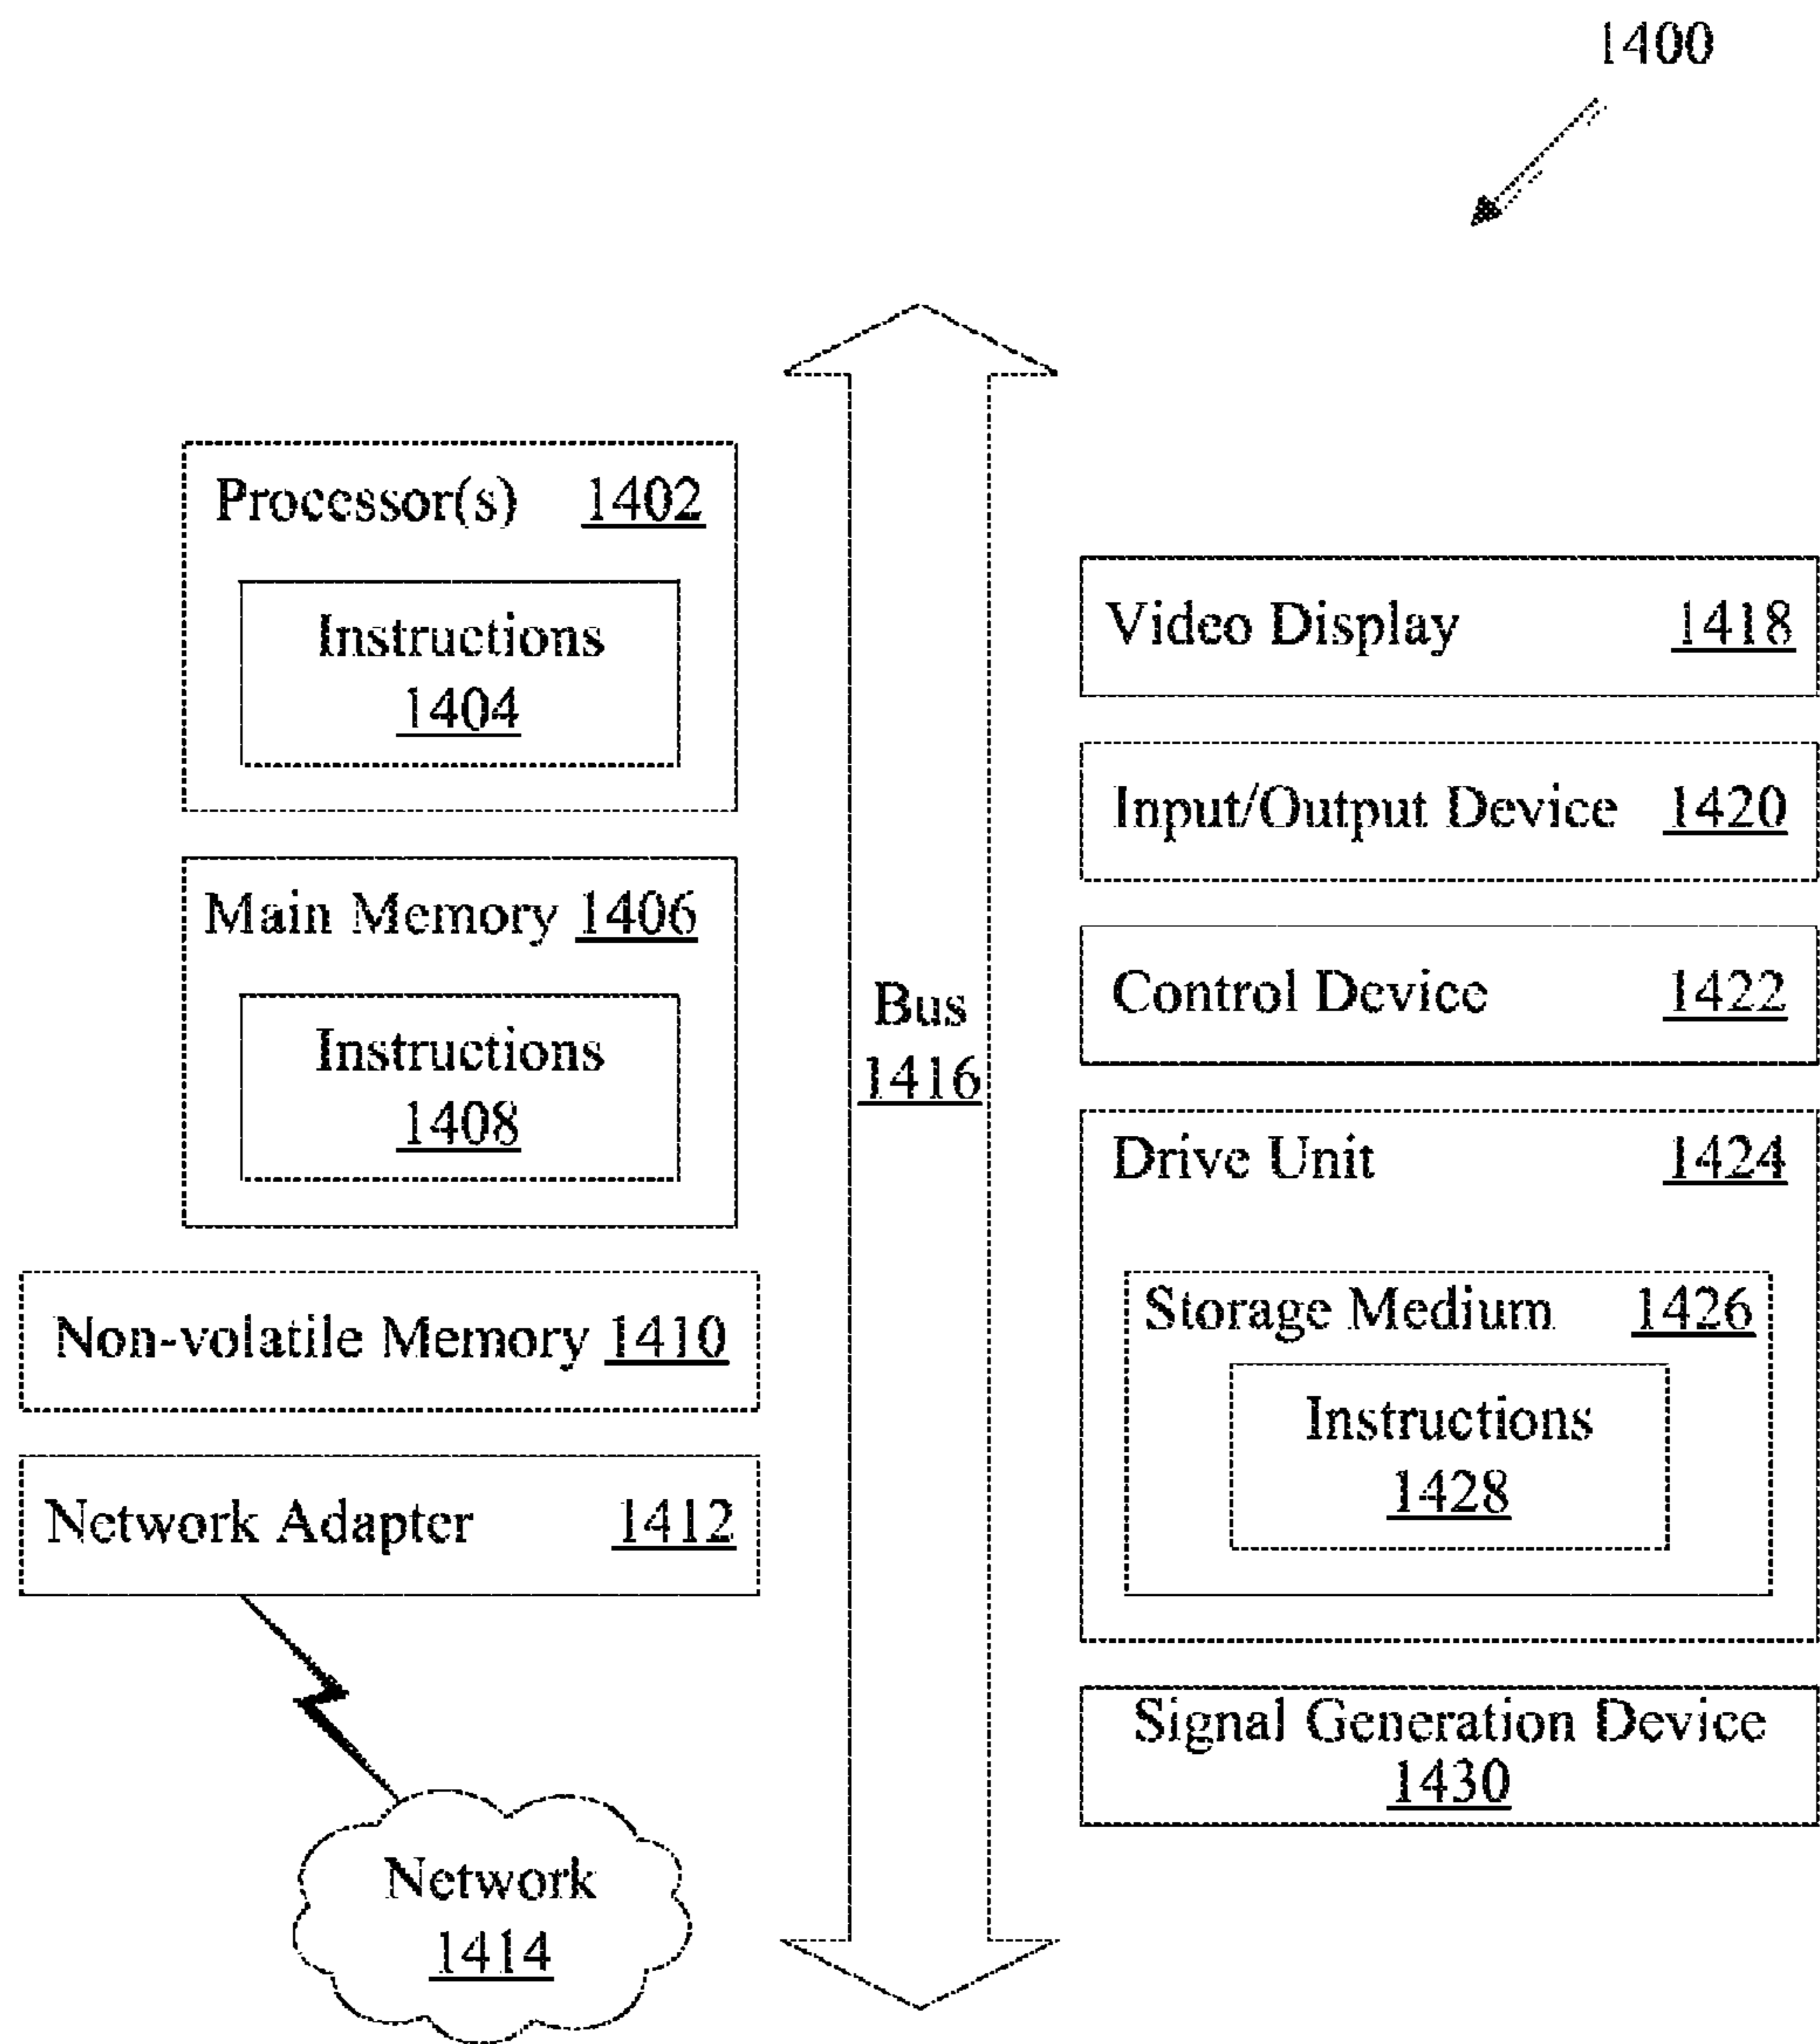 1400
Processor(s) 1402
Instructions
1404
Main Memory 1406
Instructions
1408
Non-volatile Memory 1410
Network Adapter 1412
Network
1414
Bus
1416
Video Display 1418
Input/Output Device 1420
Control Device 1422
Drive Unit 1424
Storage Medium 1426
Instructions
1428
Signal Generation Device
1430